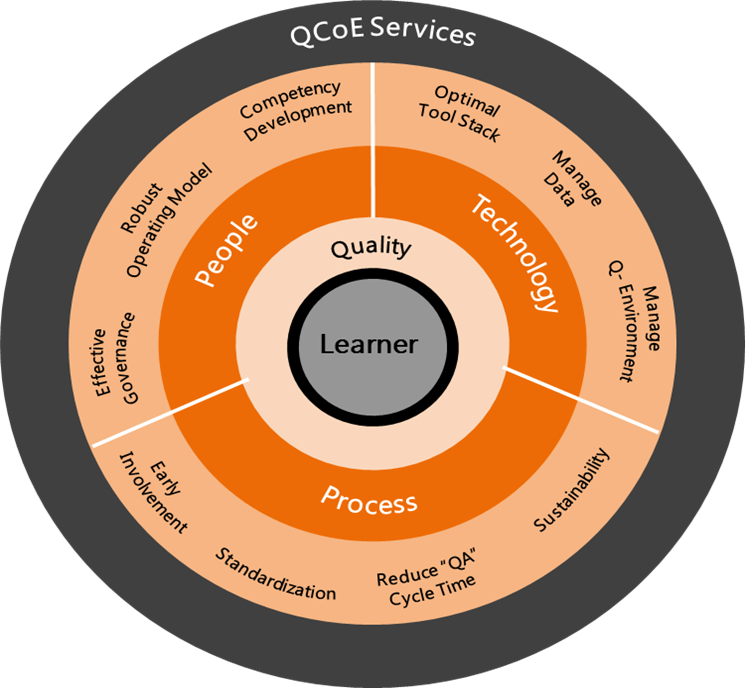 QCoE Services
Competency
Development
Optimal
Tool Stack
Robust
Operating Model
Manage
Data
People
Technology
Quality
Effective
Governance
Manage
Q- Environment
Learner
Early
Involvement
Process
Sustainability
Standardization
Reduce “QA”
Cycle Time